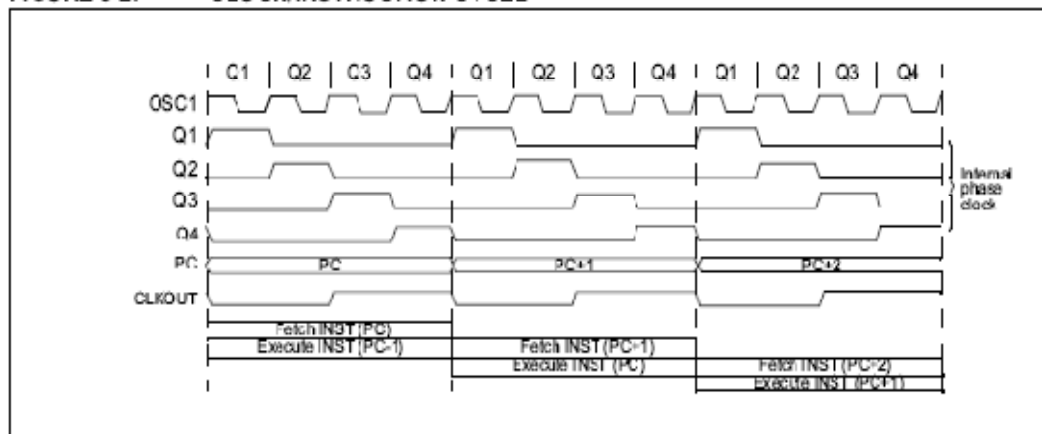 Q1 Q2 Q3 Q4 Q1 Q2 Q3 Q4 Q1 Q2 Q3 Q4
OSC1
Q1
Q2
Q3
Q4
Internal
phase
clock
PC PC PC+1 PC+2
CLKOUT
Fetch INST (PC)
Execute INST (PC-1) Fetch INST (PC+1)
Execute INST (PC) Fetch INST (PC+2)
Execute INST (PC+1)